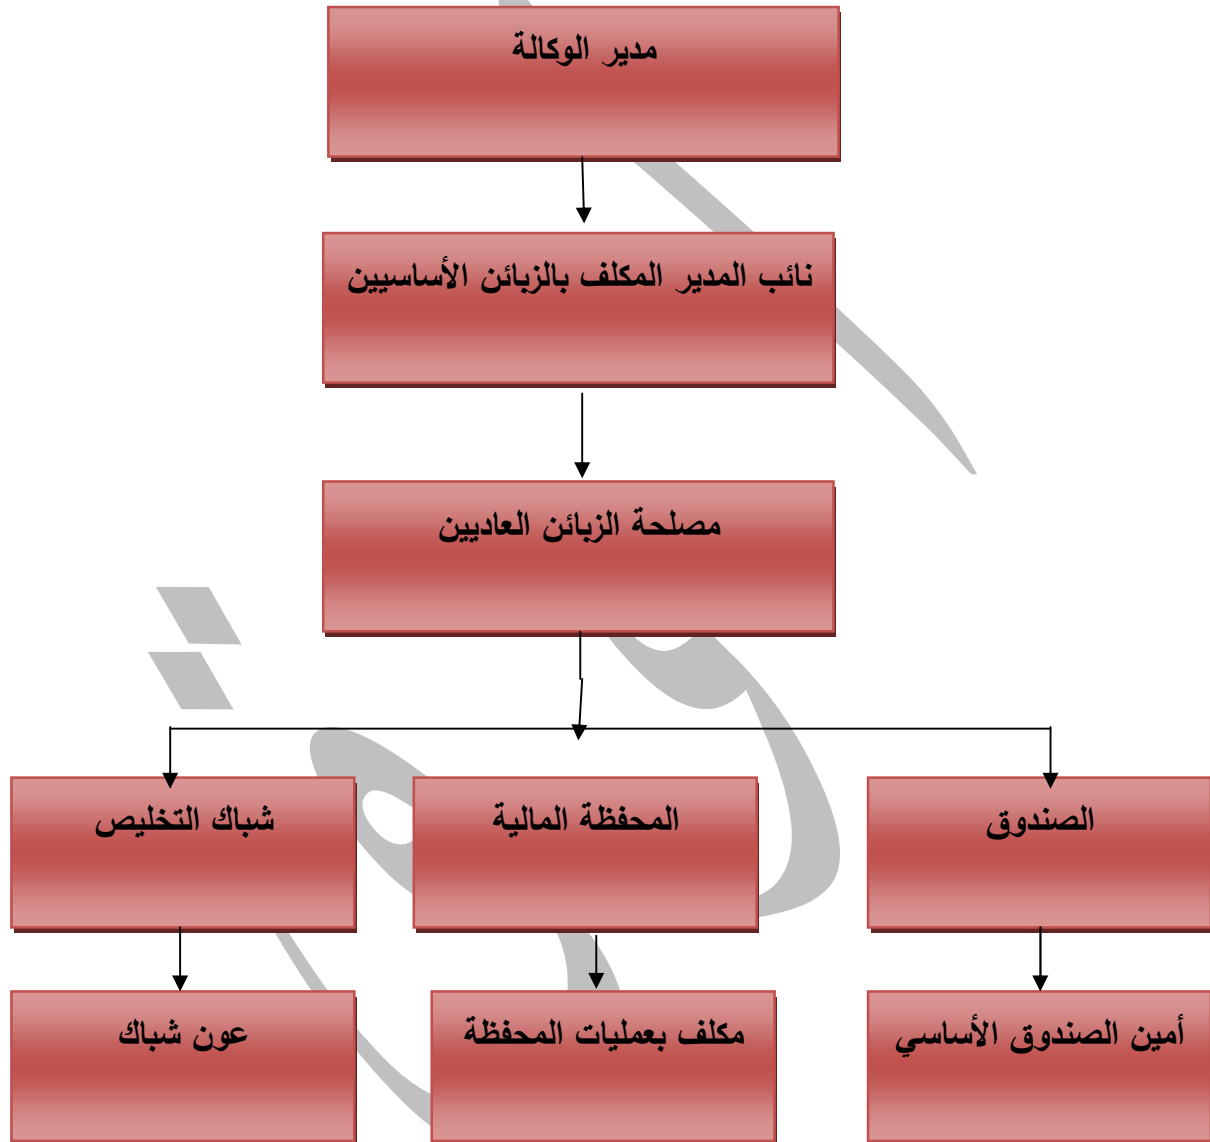 مدير الوكالة
نائب المدير المكلف بالزبائن الأساسيين
مصلحة الزبائن العاديين
الصندوق
المحفظة المالية
شباك التخليص
أمين الصندوق الأساسي
مكلف بعمليات المحفظة
عون شباك